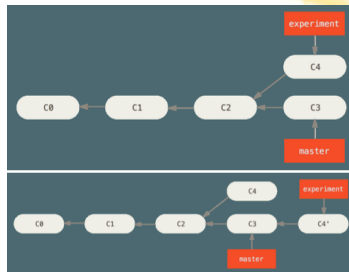 experiment
C4
C0 C1 C2 C3
master
C4 experiment
C0 C1 C2 C3 C4'
master